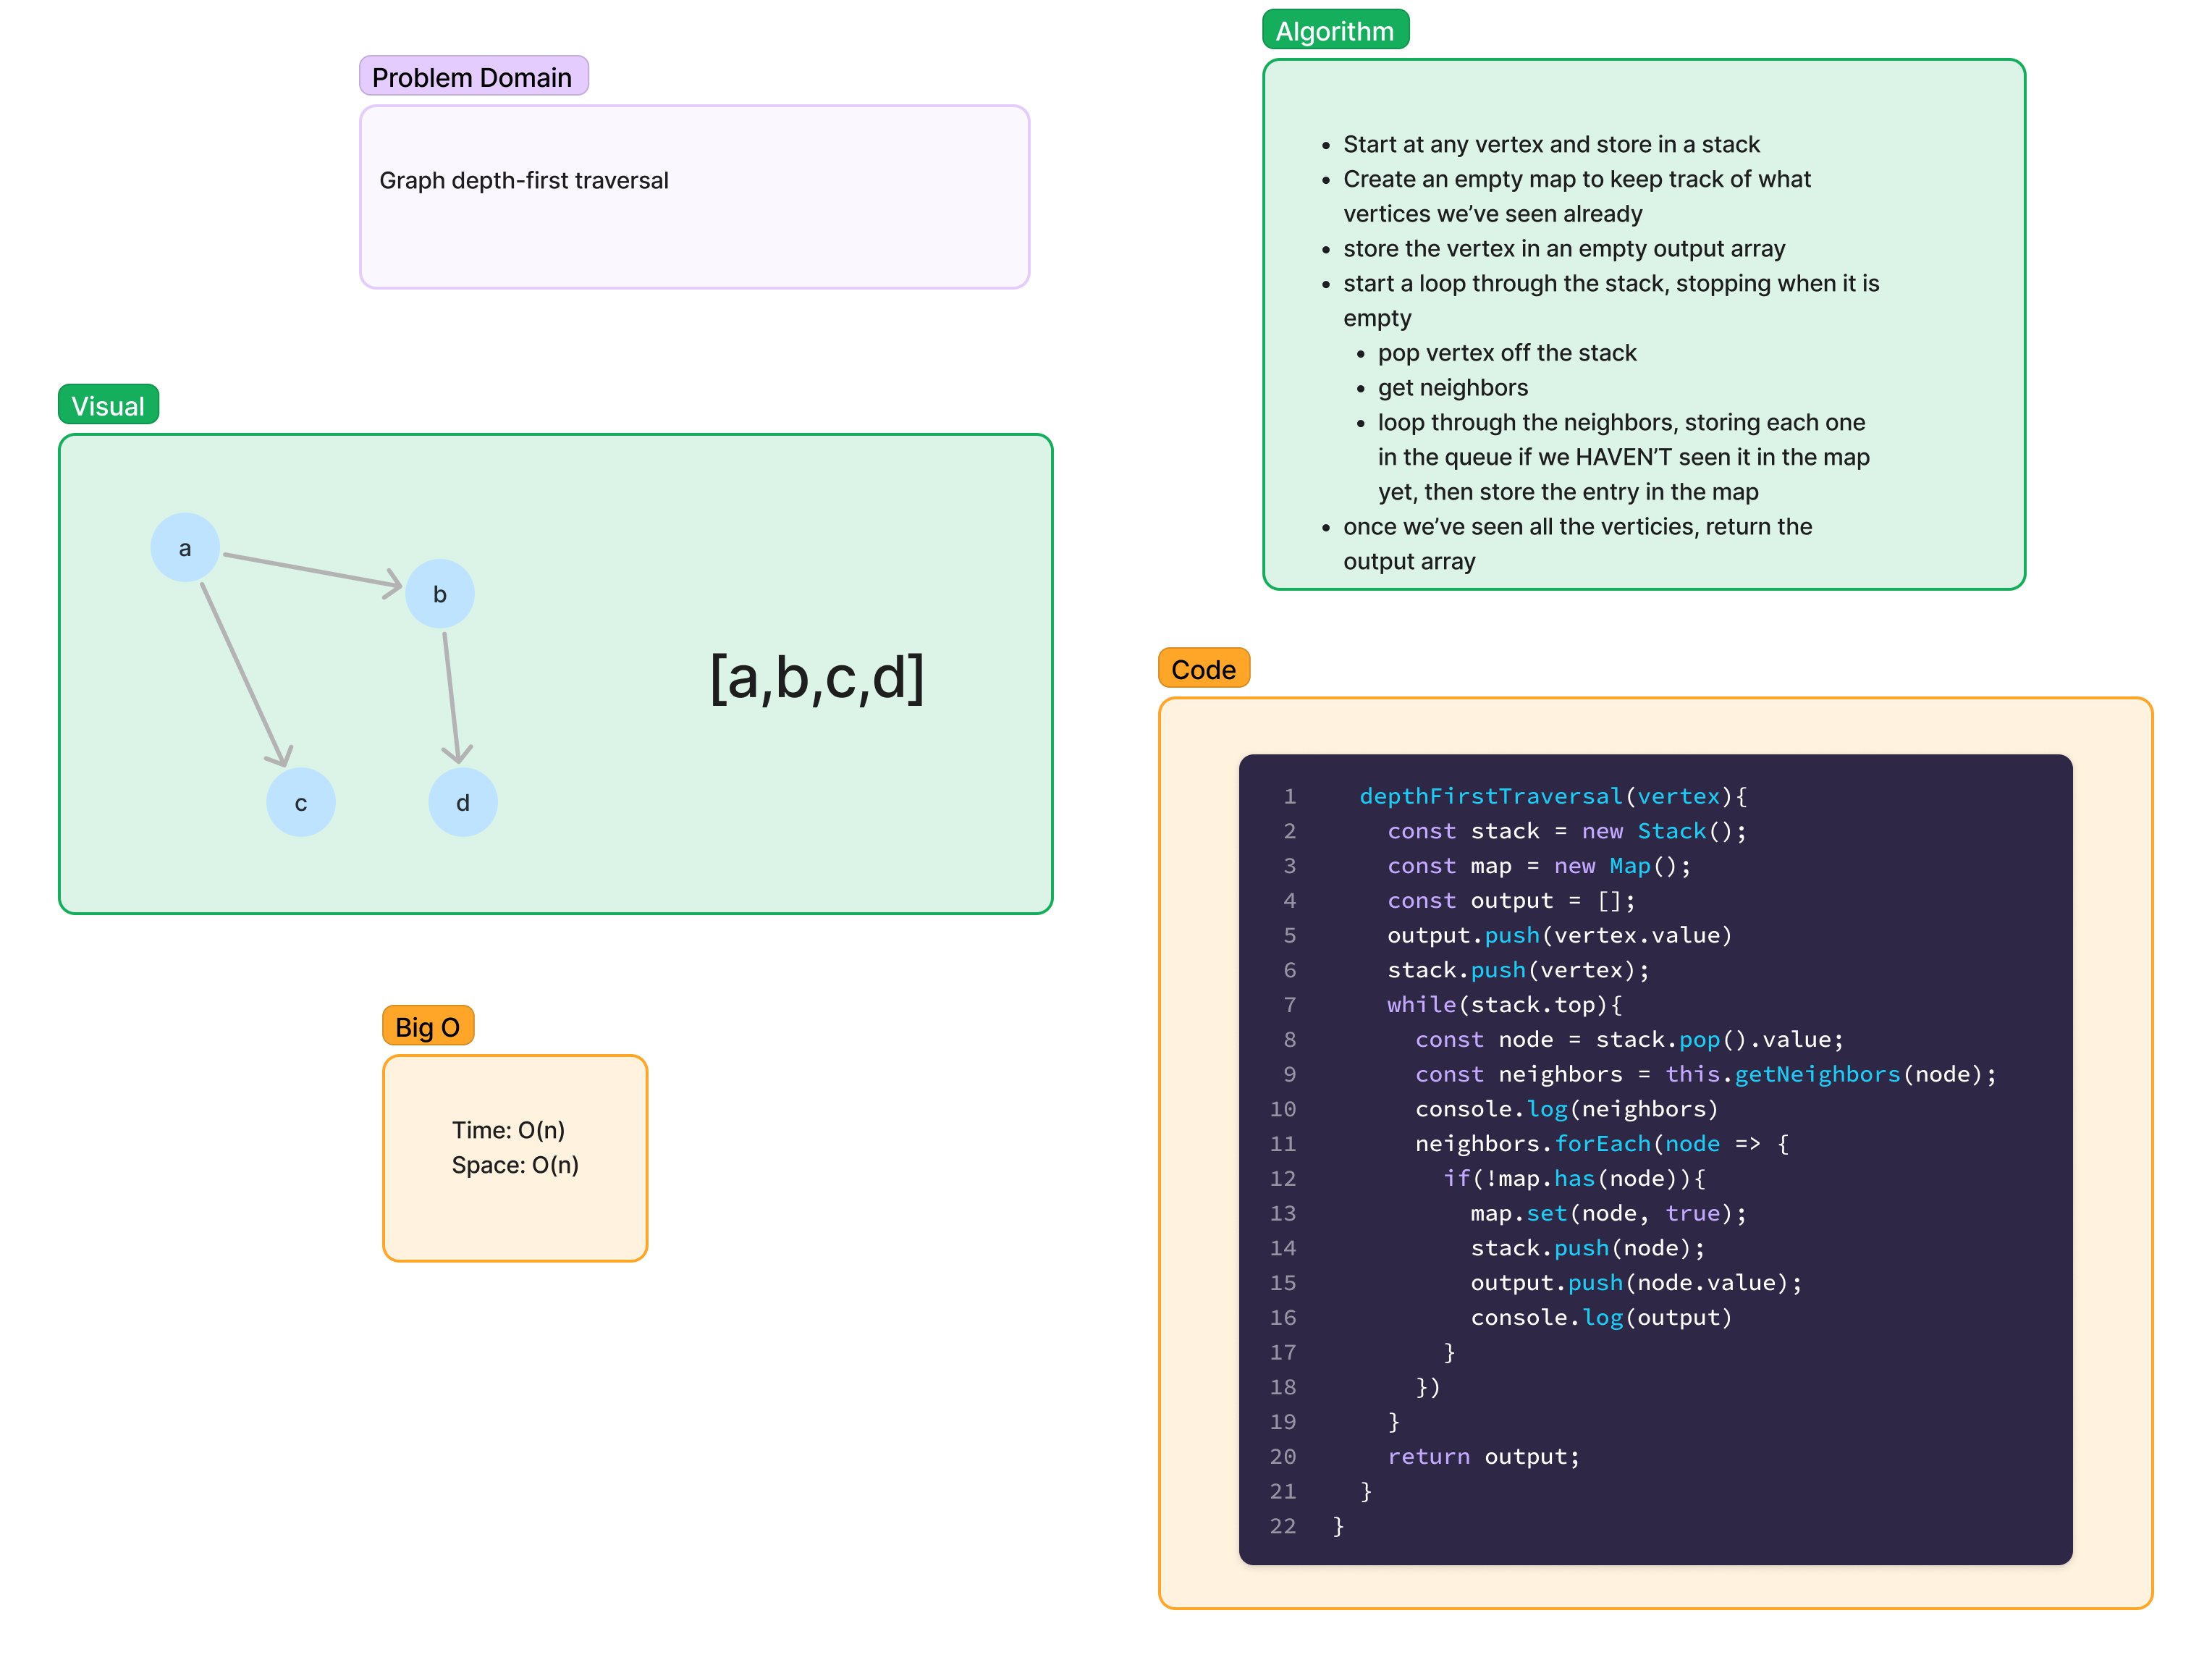 Problem Domain
Graph depth-first traversal
Visual
a
b
c
d
[a,b,c,d]
Big O
Time: O(n)
Space: O(n)
Algorithm
• Start at any vertex and store in a stack
• Create an empty map to keep track of what
vertices we’ve seen already
• store the vertex in an empty output array
• start a loop through the stack, stopping when it is
empty
• pop vertex off the stack
• get neighbors
• loop through the neighbors, storing each one
in the queue if we HAVEN’T seen it in the map
yet, then store the entry in the map
• once we’ve seen all the verticies, return the
output array
Code
1 depthFirstTraversal(vertex){
2 const stack = new Stack();
3 const map = new Map();
4 const output = [];
5 output.push(vertex.value)
6 stack.push(vertex);
7 while(stack.top){
8 const node = stack.pop().value;
9 const neighbors = this.getNeighbors(node);
10 console.log(neighbors)
11 neighbors.forEach(node => {
12 if(!map.has(node)){
13 map.set(node, true);
14 stack.push(node);
15 output.push(node.value);
16 console.log(output)
17 }
18 })
19 }
20 return output;
21 }
22 }